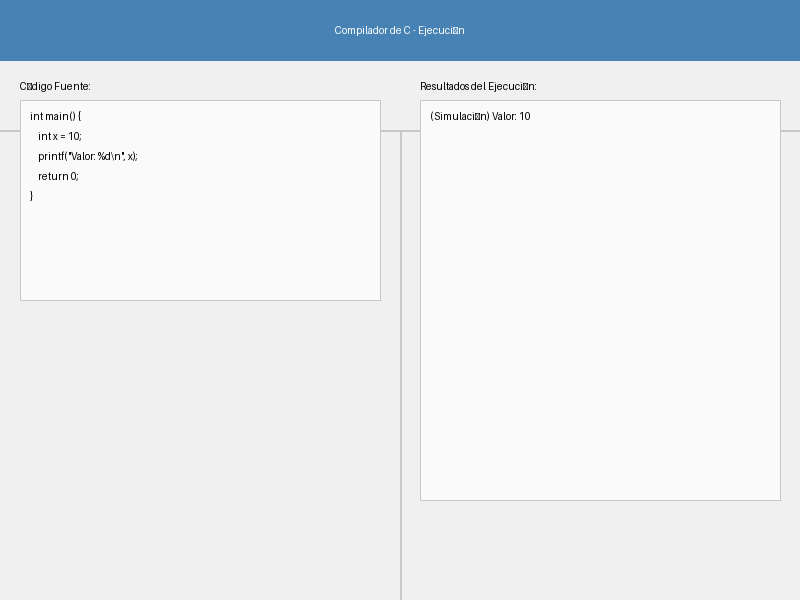 Compilador de C - Ejecuci▯n
C▯digo Fuente:
int main() {
    int x = 10;
    printf("Valor: %d\n", x);
    return 0;
}
Resultados del Ejecuci▯n:
(Simulaci▯n) Valor: 10